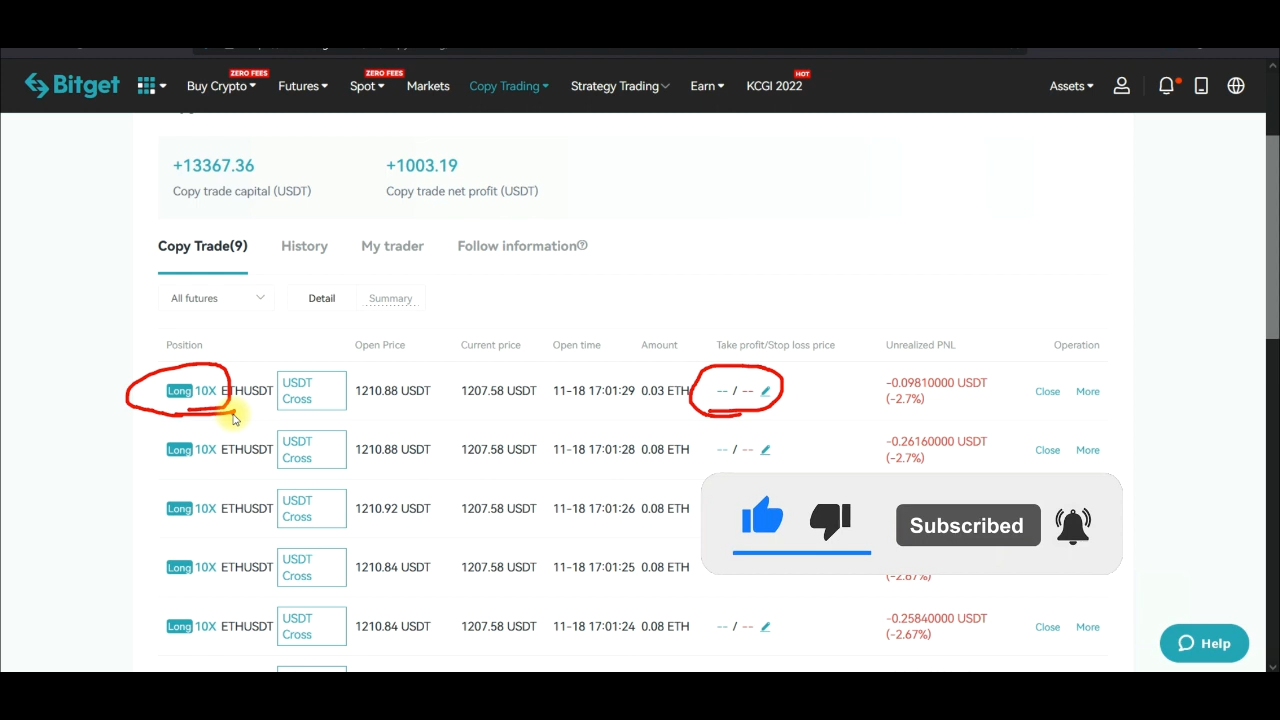 Bitget
Buy Crypto ZERO FEES Futures Spot ZERO FEES Markets Copy Trading Strategy Trading Earn KCGI 2022 HOT Assets
+13367.36 +1003.19
Copy trade capital (USDT) Copy trade net profit (USDT)
Copy Trade(9) History My trader Follow information
All futures Detail Summary
Position Open Price Current price Open time Amount Take profit/Stop loss price Unrealized PNL Operation
Long 10X ETHUSDT USDT Cross 1210.88 USDT 1207.58 USDT 11-18 17:01:29 0.03 ETH -- / -- -0.09810000 USDT (-2.7%) Close More
Long 10X ETHUSDT USDT Cross 1210.88 USDT 1207.58 USDT 11-18 17:01:28 0.08 ETH -- / -- -0.26160000 USDT (-2.7%) Close More
Long 10X ETHUSDT USDT Cross 1210.92 USDT 1207.58 USDT 11-18 17:01:26 0.08 ETH
Subscribed
Long 10X ETHUSDT USDT Cross 1210.84 USDT 1207.58 USDT 11-18 17:01:25 0.08 ETH (-2.67%)
Long 10X ETHUSDT USDT Cross 1210.84 USDT 1207.58 USDT 11-18 17:01:24 0.08 ETH -- / -- -0.25840000 USDT (-2.67%) Close More
Help